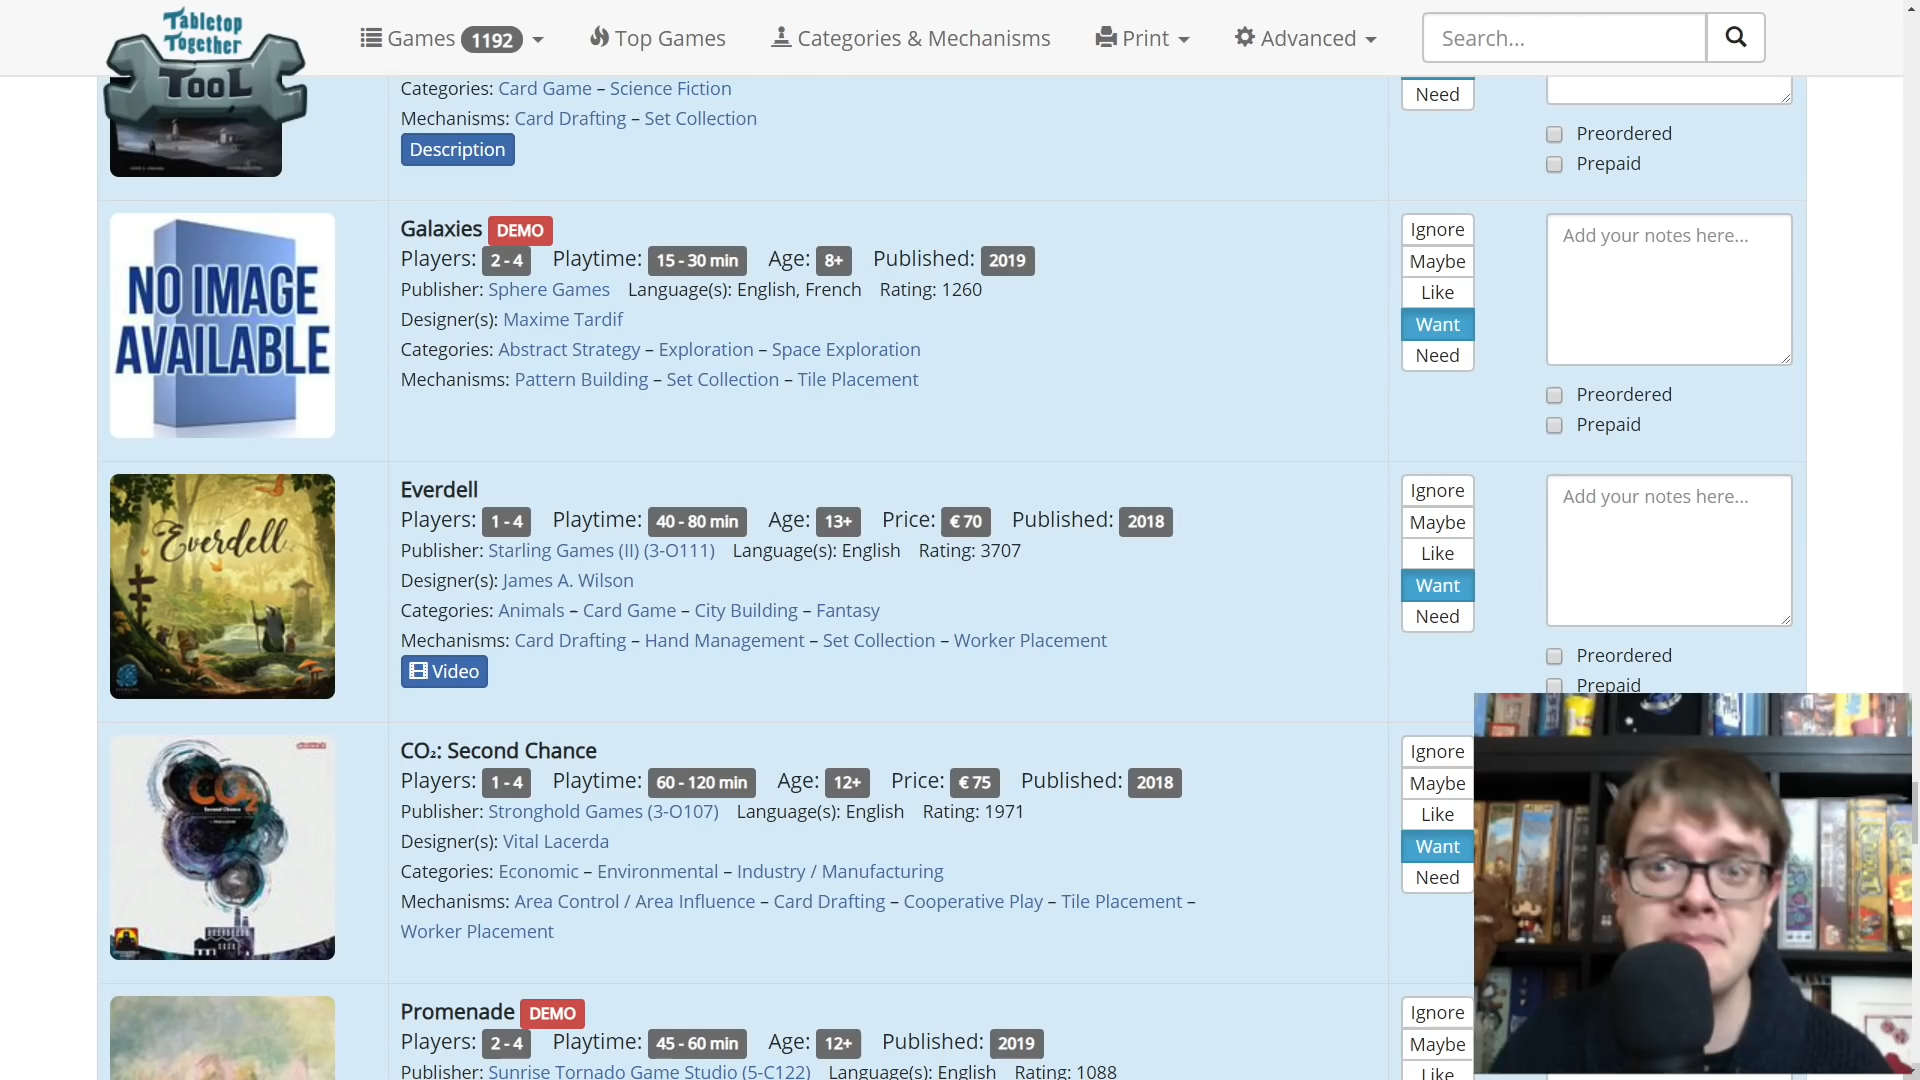 Tabletop
Together
TOOL
Games 1192
Top Games
Categories & Mechanisms
Print
Advanced
Search...
Categories: Card Game – Science Fiction
Mechanisms: Card Drafting – Set Collection
Description
Need
Preordered
Prepaid
NO IMAGE
AVAILABLE
Galaxies DEMO
Players: 2 - 4 Playtime: 15 - 30 min Age: 8+ Published: 2019
Publisher: Sphere Games Language(s): English, French Rating: 1260
Designer(s): Maxime Tardif
Categories: Abstract Strategy – Exploration – Space Exploration
Mechanisms: Pattern Building – Set Collection – Tile Placement
Ignore
Maybe
Like
Want
Need
Add your notes here...
Preordered
Prepaid
Everdell
Everdell
Players: 1 - 4 Playtime: 40 - 80 min Age: 13+ Price: € 70 Published: 2018
Publisher: Starling Games (II) (3-O111) Language(s): English Rating: 3707
Designer(s): James A. Wilson
Categories: Animals – Card Game – City Building – Fantasy
Mechanisms: Card Drafting – Hand Management – Set Collection – Worker Placement
Video
Ignore
Maybe
Like
Want
Need
Add your notes here...
Preordered
Prepaid
CO2
Second Chance
CO₂: Second Chance
Players: 1 - 4 Playtime: 60 - 120 min Age: 12+ Price: € 75 Published: 2018
Publisher: Stronghold Games (3-O107) Language(s): English Rating: 1971
Designer(s): Vital Lacerda
Categories: Economic – Environmental – Industry / Manufacturing
Mechanisms: Area Control / Area Influence – Card Drafting – Cooperative Play – Tile Placement –
Worker Placement
Ignore
Maybe
Like
Want
Need
Promenade DEMO
Players: 2 - 4 Playtime: 45 - 60 min Age: 12+ Published: 2019
Publisher: Sunrise Tornado Game Studio (5-C122) Language(s): English Rating: 1088
Ignore
Maybe
Like